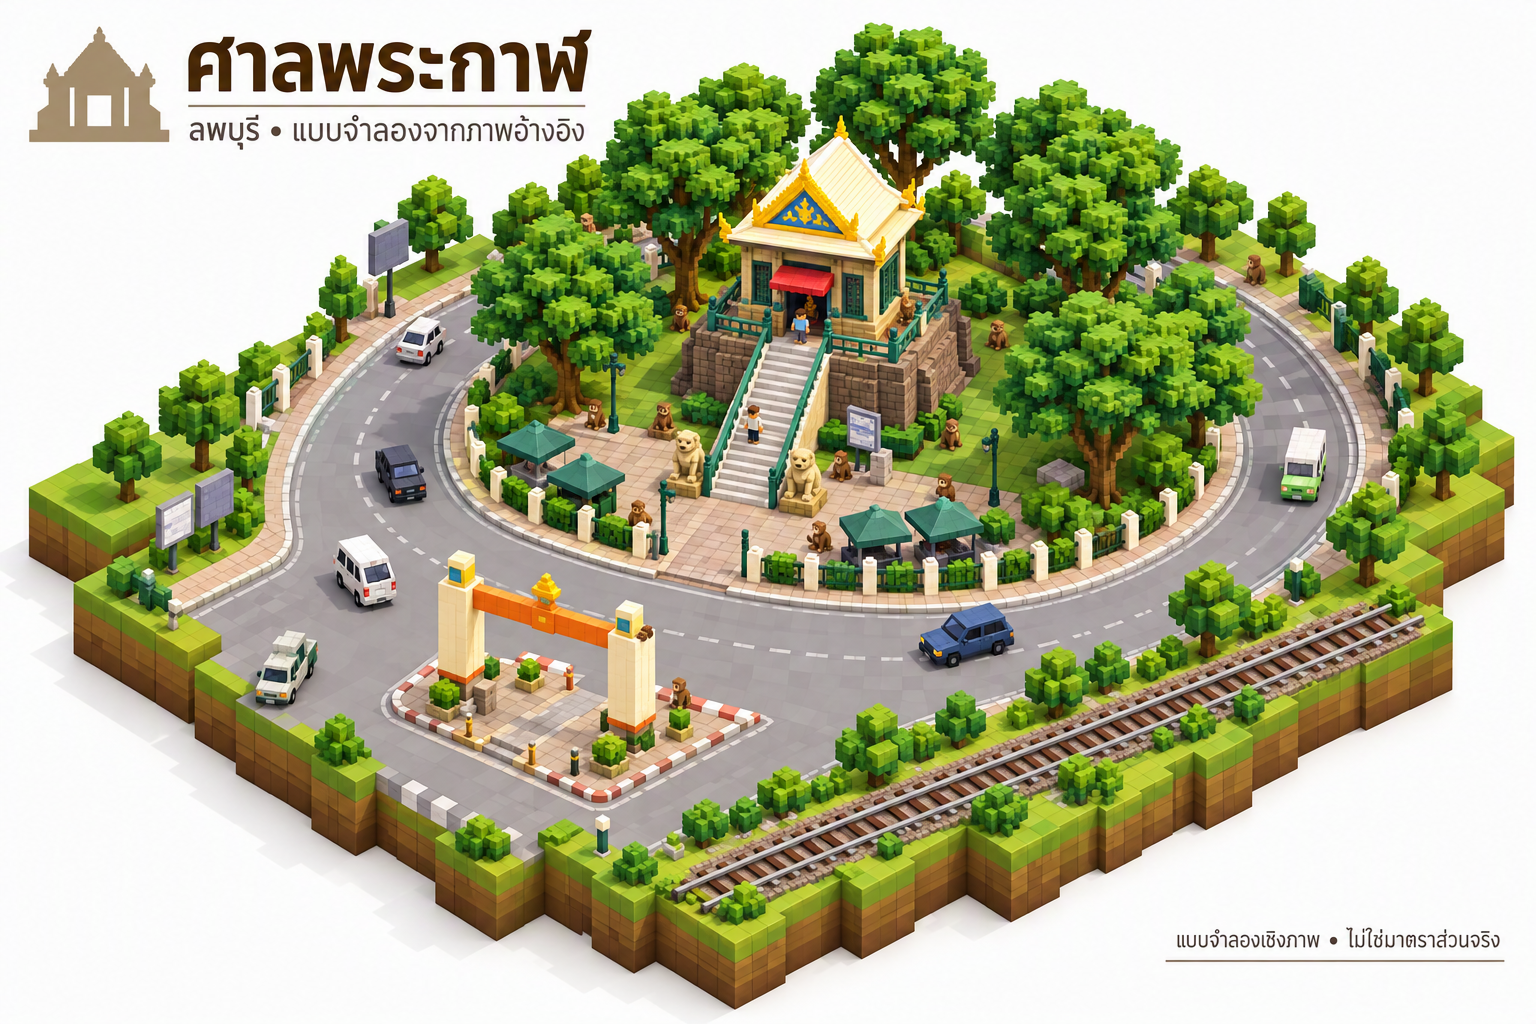 ศาลพระกาฬ
ลพบุรี • แบบจำลองจากภาพอ้างอิง
แบบจำลองเชิงภาพ • ไม่ใช่มาตราส่วนจริง